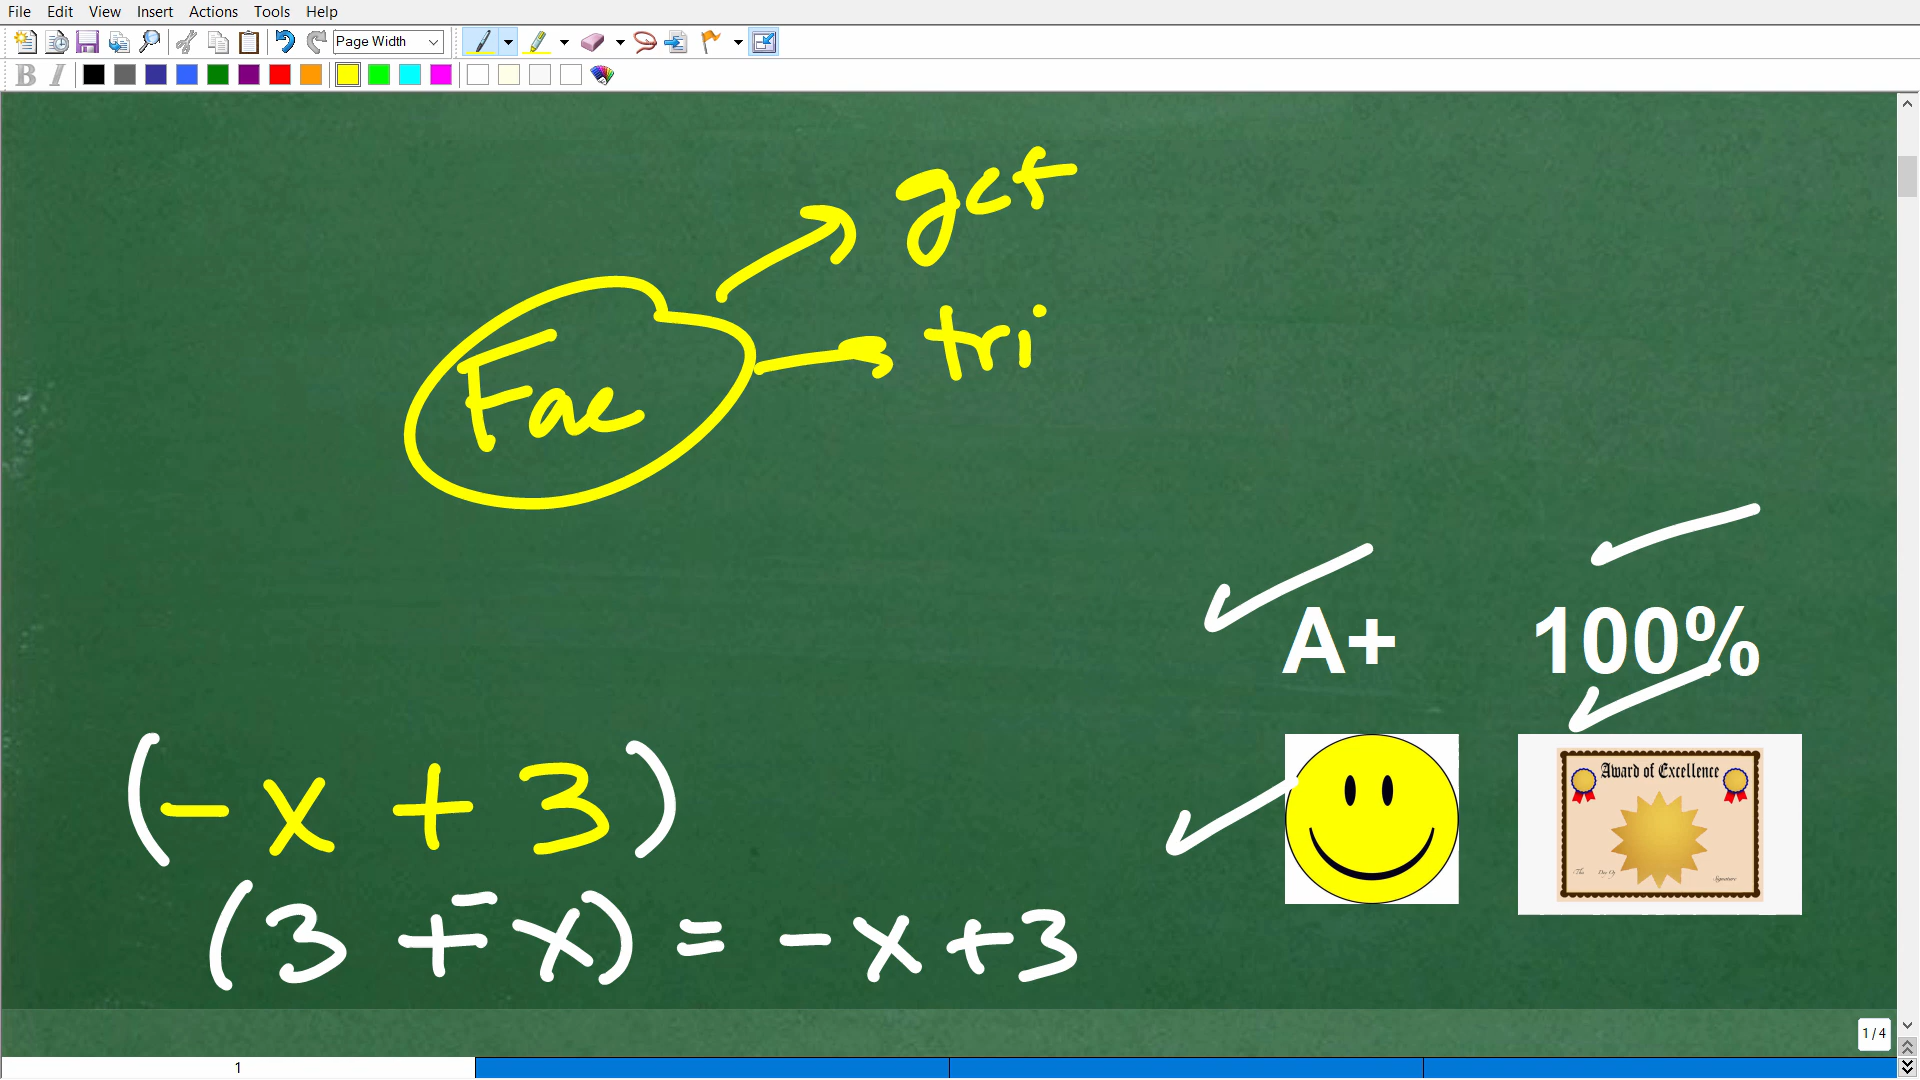 File Edit View Insert Actions Tools Help
Page Width
B I
gcf
tri
Fac
A+ 100%
(-x + 3)
Award of Excellence
(3 + -x) = -x+3
1 / 4
1